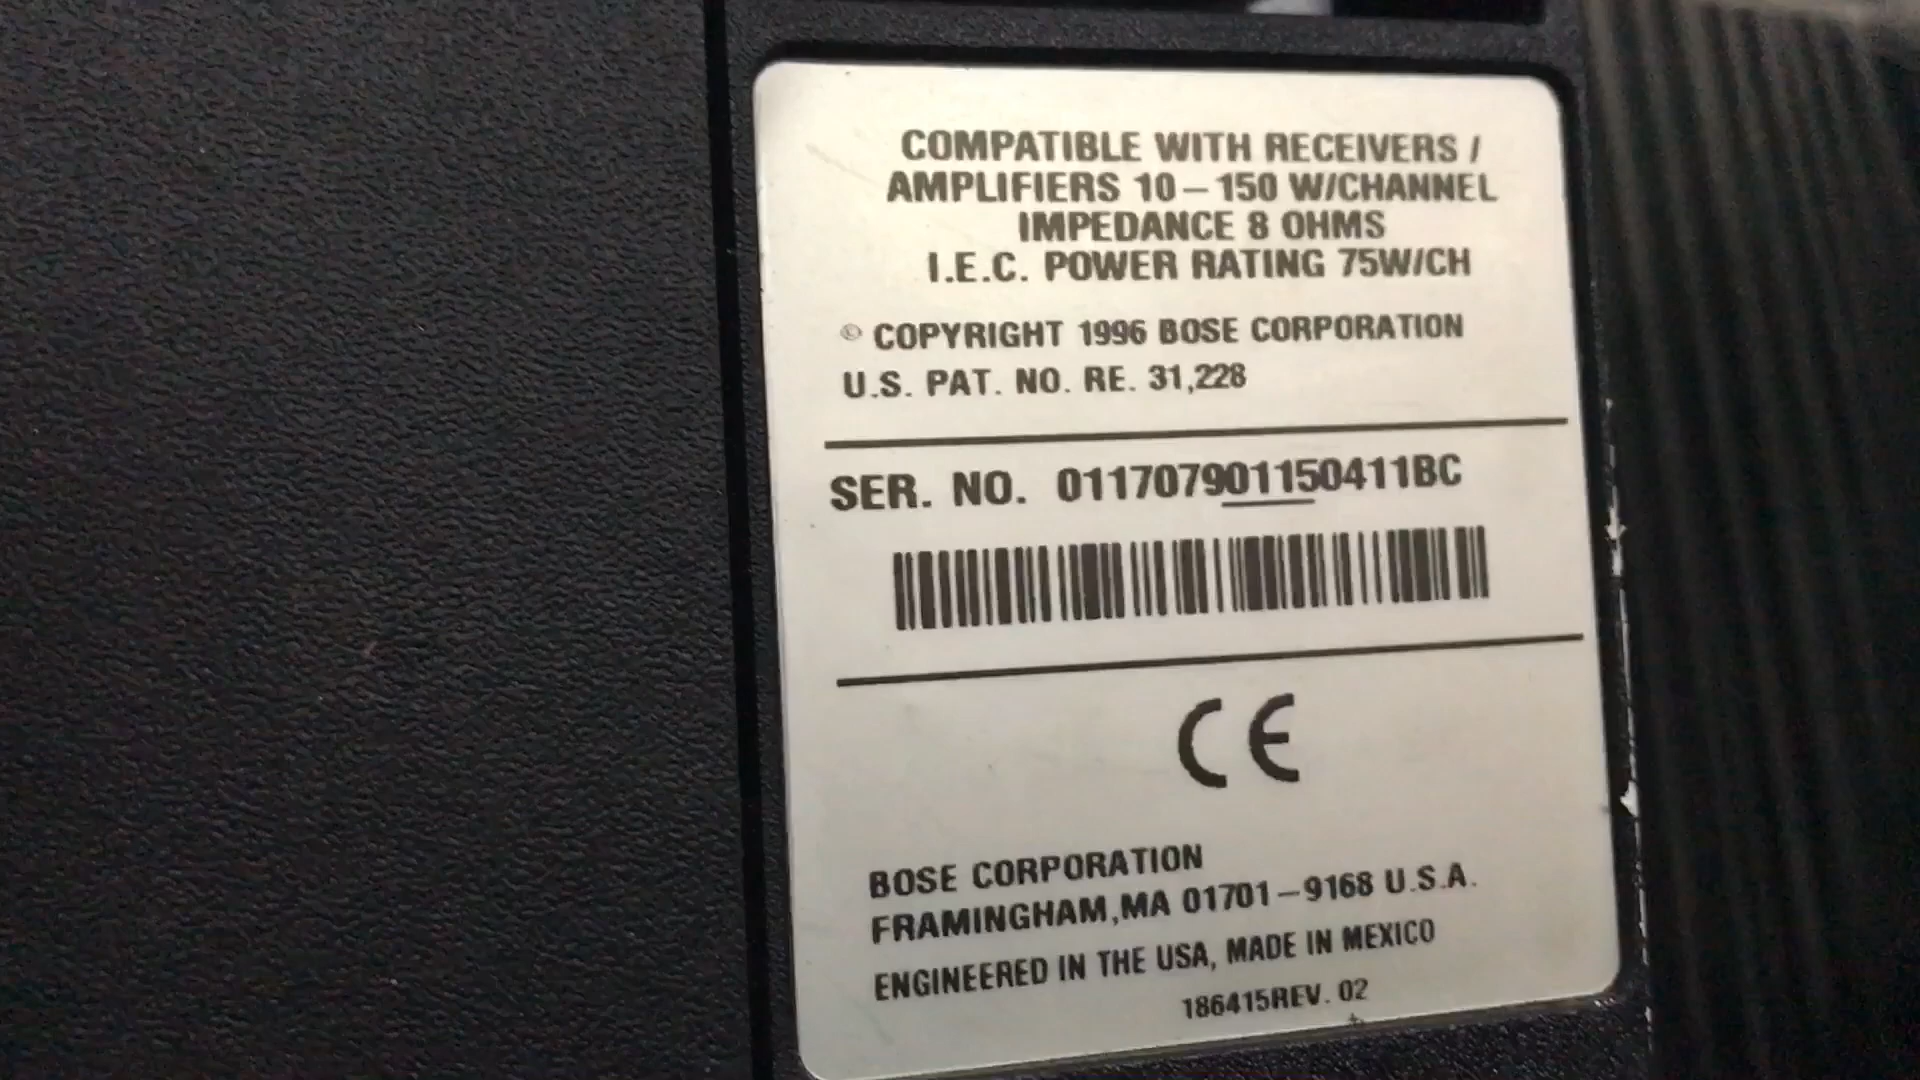 COMPATIBLE WITH RECEIVERS /
AMPLIFIERS 10 – 150 W/CHANNEL
IMPEDANCE 8 OHMS
I.E.C. POWER RATING 75W/CH
© COPYRIGHT 1996 BOSE CORPORATION
U.S. PAT. NO. RE. 31,228
SER. NO. 011707901150411BC
CE
BOSE CORPORATION
FRAMINGHAM,MA 01701–9168 U.S.A.
ENGINEERED IN THE USA, MADE IN MEXICO
186415REV. 02